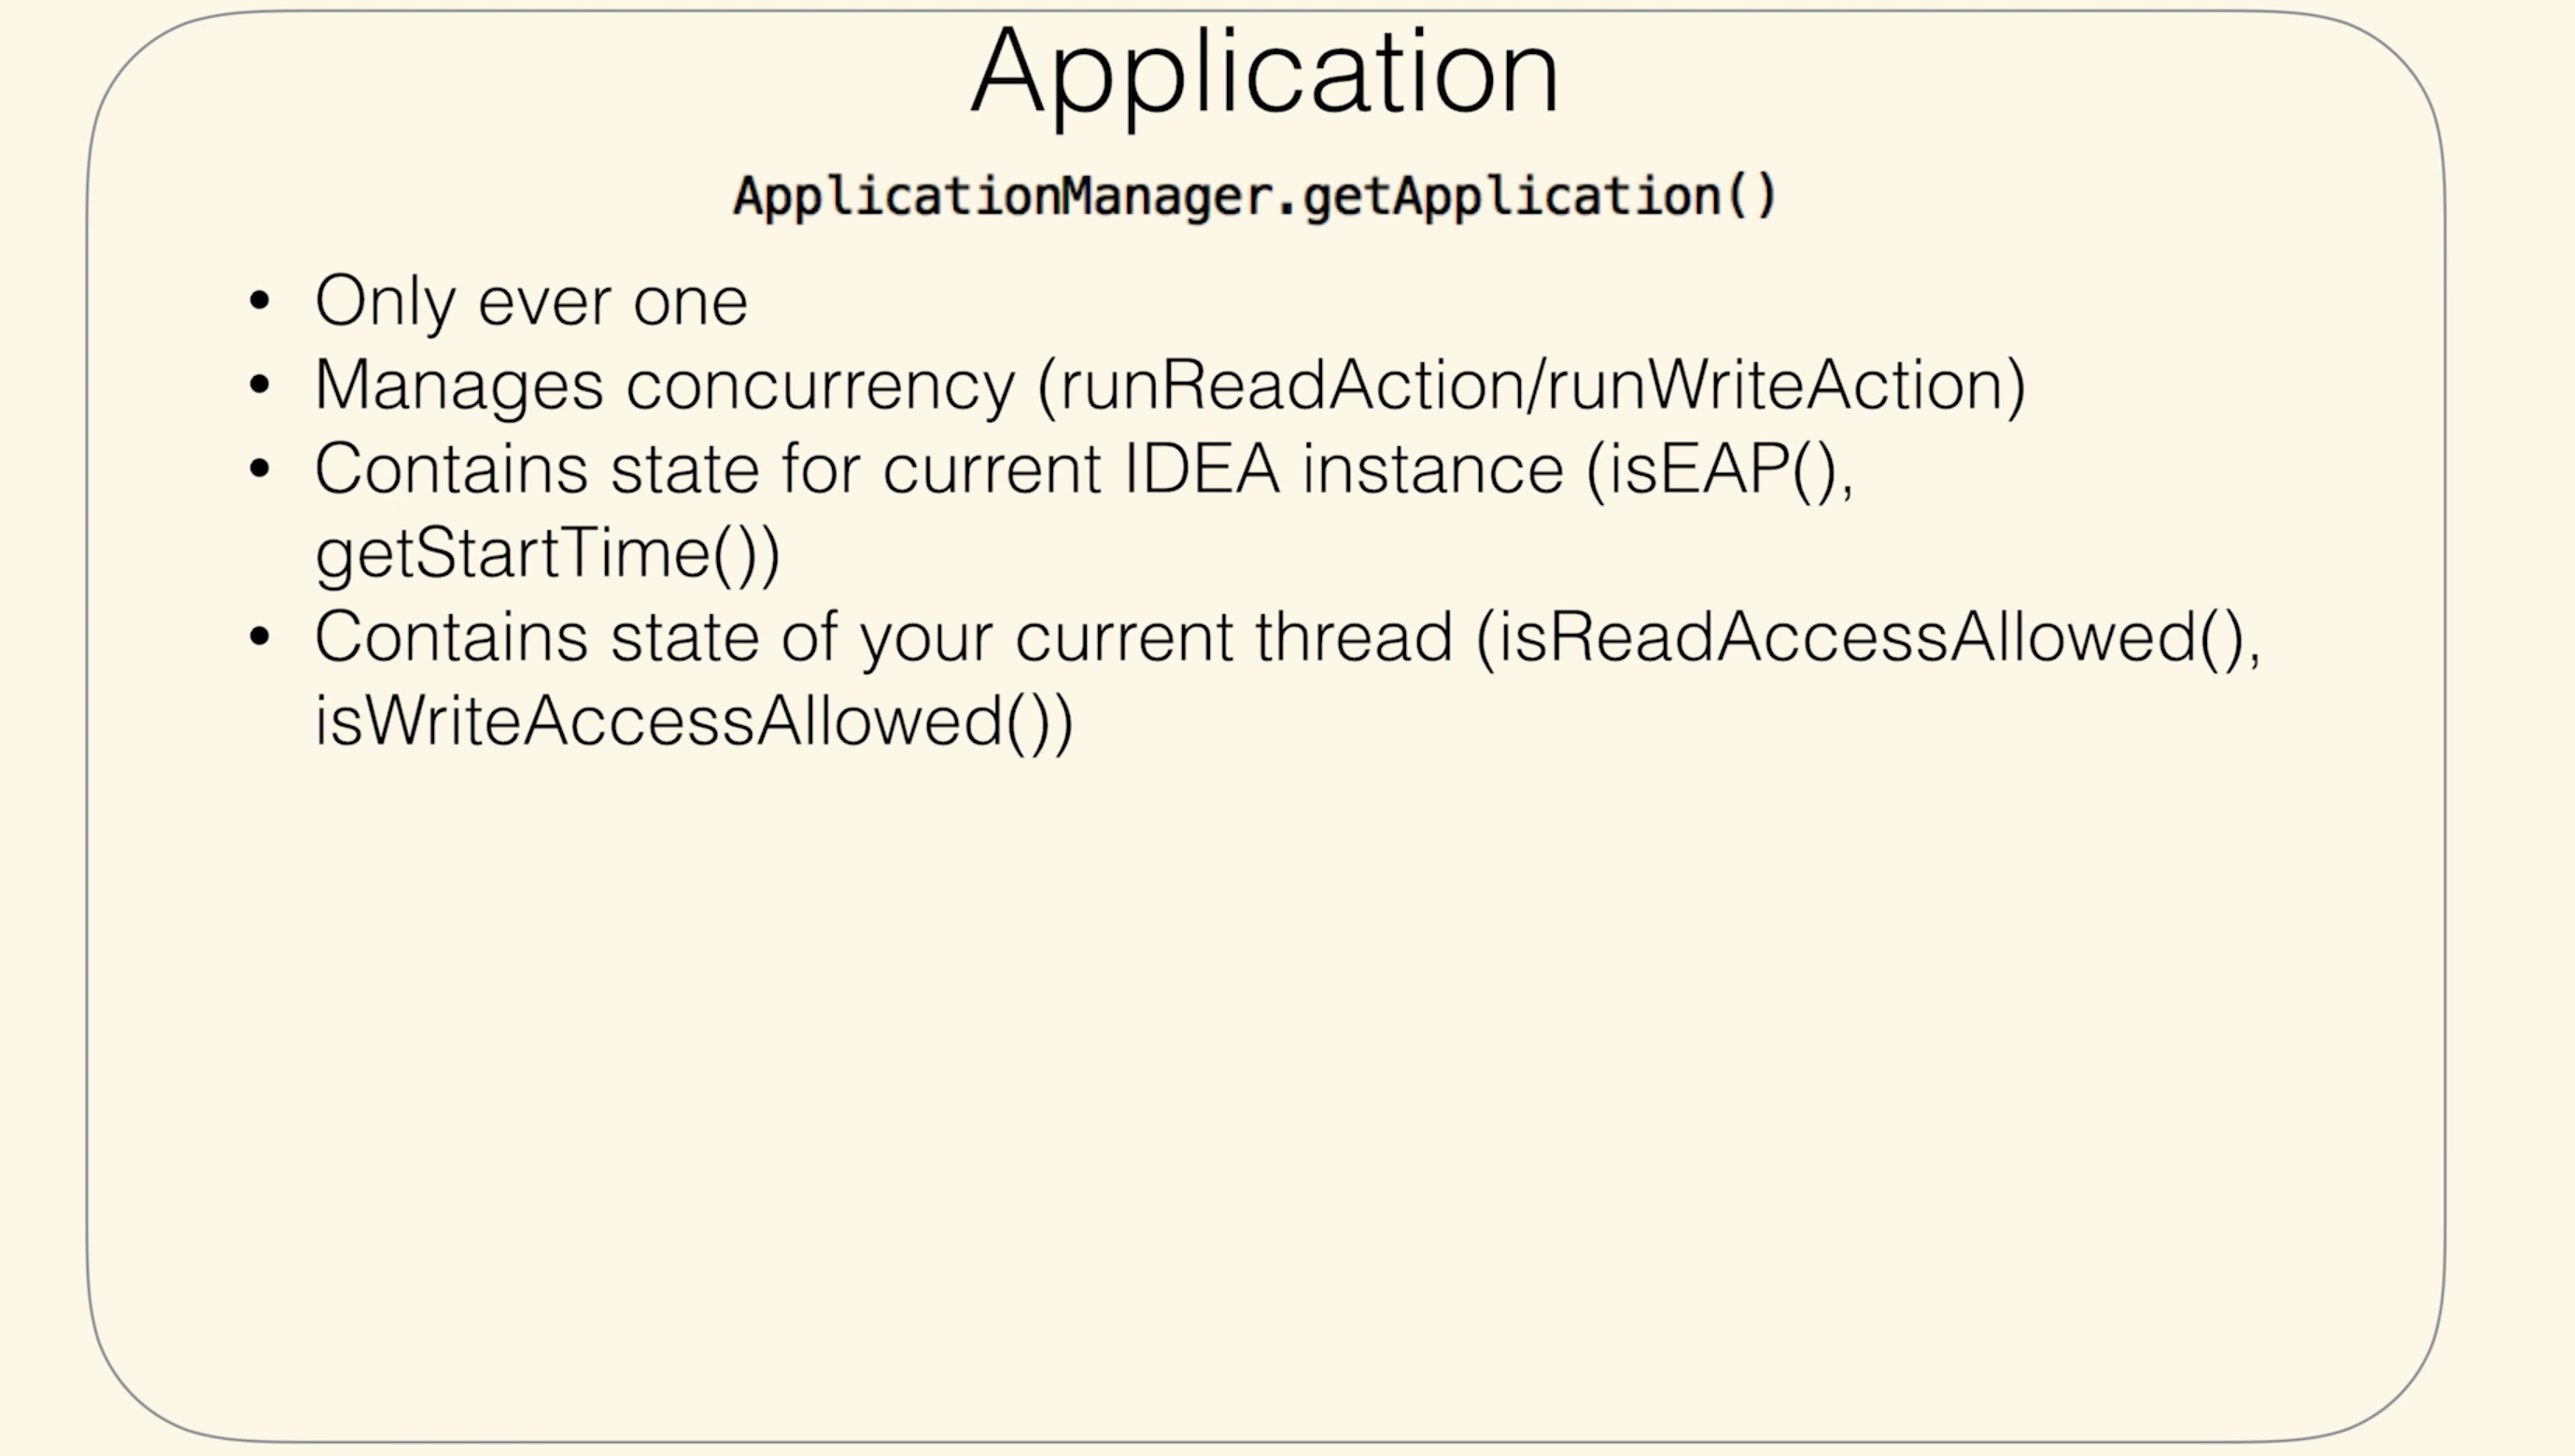 Application
ApplicationManager.getApplication()
• Only ever one
• Manages concurrency (runReadAction/runWriteAction)
• Contains state for current IDEA instance (isEAP(),
getStartTime())
• Contains state of your current thread (isReadAccessAllowed(),
isWriteAccessAllowed())